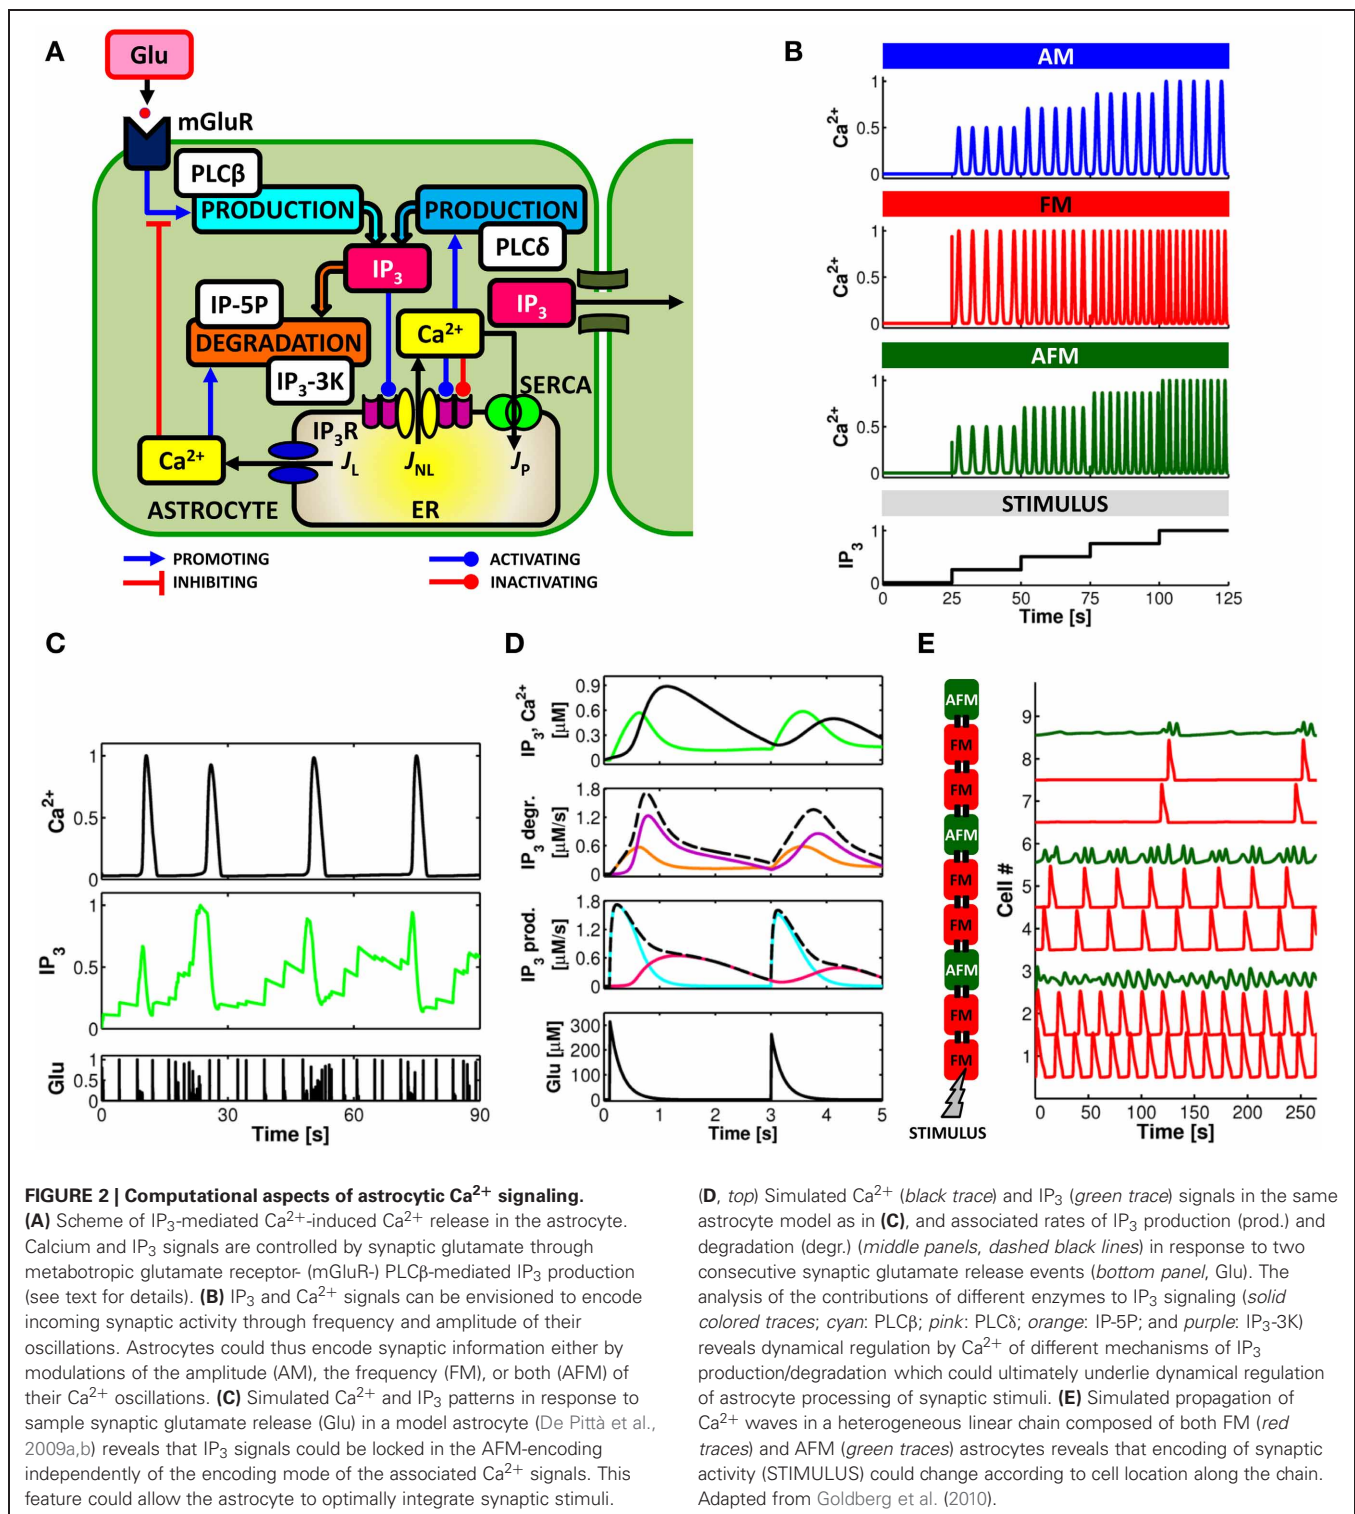 A
Glu
mGluR
PLCβ
PRODUCTION
PRODUCTION
PLCδ
IP3
IP-5P
IP3
DEGRADATION
Ca2+
IP3-3K
SERCA
IP3R
Ca2+
JL
JNL
JP
ASTROCYTE
ER
PROMOTING
ACTIVATING
INHIBITING
INACTIVATING
B
AM
1
0.5
0
Ca2+
FM
1
0.5
0
Ca2+
AFM
1
0.5
0
Ca2+
STIMULUS
1
0
IP3
0 25 50 75 100 125
Time [s]
C
1
0.5
0
Ca2+
1
0.5
0
IP3
1
0.5
0
Glu
0 30 60 90
Time [s]
D
0.9
0.6
0.3
0
IP3, Ca2+
[μM]
1.8
1.2
0.6
0
IP3 degr.
[μM/s]
1.8
1.2
0.6
0
IP3 prod.
[μM/s]
300
200
100
0
Glu [μM]
0 1 2 3 4 5
Time [s]
E
AFM
FM
FM
AFM
FM
FM
AFM
FM
FM
STIMULUS
9
8
7
6
5
4
3
2
1
Cell #
0 50 100 150 200 250
Time [s]
FIGURE 2 | Computational aspects of astrocytic Ca2+ signaling.
(A) Scheme of IP3-mediated Ca2+-induced Ca2+ release in the astrocyte.
Calcium and IP3 signals are controlled by synaptic glutamate through
metabotropic glutamate receptor- (mGluR-) PLCβ-mediated IP3 production
(see text for details). (B) IP3 and Ca2+ signals can be envisioned to encode
incoming synaptic activity through frequency and amplitude of their
oscillations. Astrocytes could thus encode synaptic information either by
modulations of the amplitude (AM), the frequency (FM), or both (AFM) of
their Ca2+ oscillations. (C) Simulated Ca2+ and IP3 patterns in response to
sample synaptic glutamate release (Glu) in a model astrocyte (De Pittà et al.,
2009a,b) reveals that IP3 signals could be locked in the AFM-encoding
independently of the encoding mode of the associated Ca2+ signals. This
feature could allow the astrocyte to optimally integrate synaptic stimuli.
(D, top) Simulated Ca2+ (black trace) and IP3 (green trace) signals in the same
astrocyte model as in (C), and associated rates of IP3 production (prod.) and
degradation (degr.) (middle panels, dashed black lines) in response to two
consecutive synaptic glutamate release events (bottom panel, Glu). The
analysis of the contributions of different enzymes to IP3 signaling (solid
colored traces; cyan: PLCβ; pink: PLCδ; orange: IP-5P; and purple: IP3-3K)
reveals dynamical regulation by Ca2+ of different mechanisms of IP3
production/degradation which could ultimately underlie dynamical regulation
of astrocyte processing of synaptic stimuli. (E) Simulated propagation of
Ca2+ waves in a heterogeneous linear chain composed of both FM (red
traces) and AFM (green traces) astrocytes reveals that encoding of synaptic
activity (STIMULUS) could change according to cell location along the chain.
Adapted from Goldberg et al. (2010).